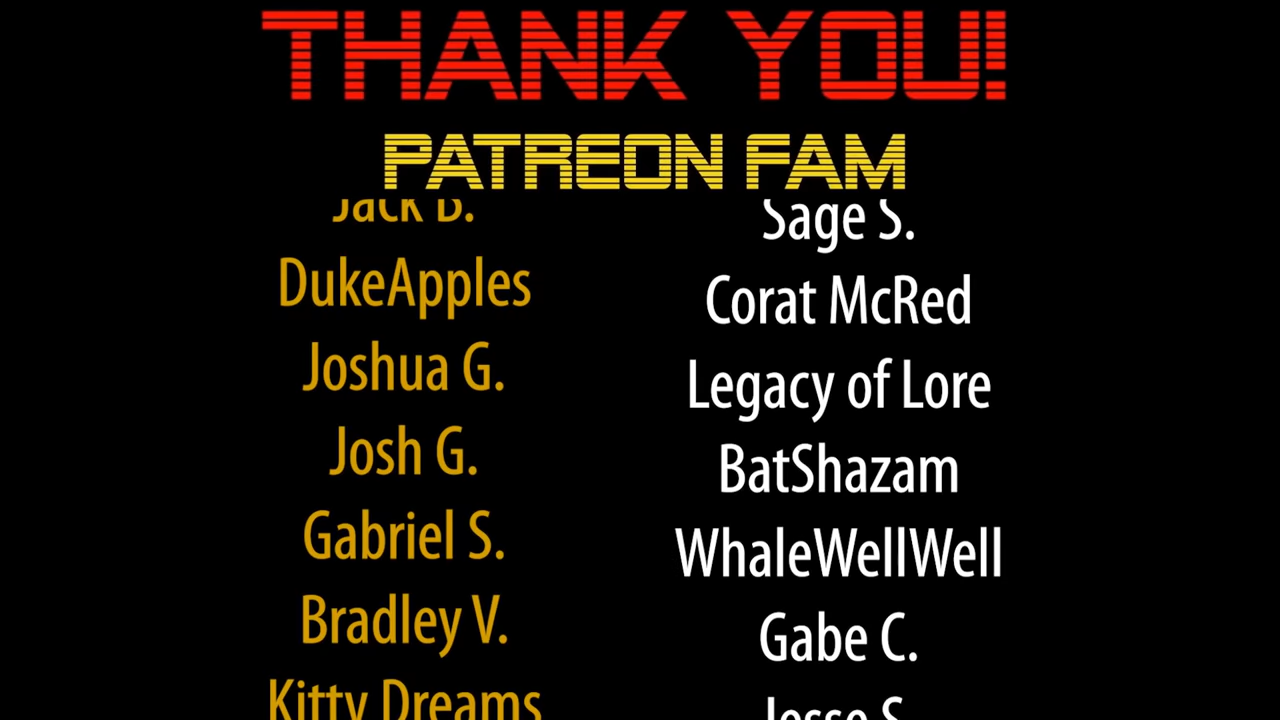 THANK YOU!
PATREON FAM
DukeApples
Joshua G.
Josh G.
Gabriel S.
Bradley V.
Kitty Dreams
Sage S.
Corat McRed
Legacy of Lore
BatShazam
WhaleWellWell
Gabe C.